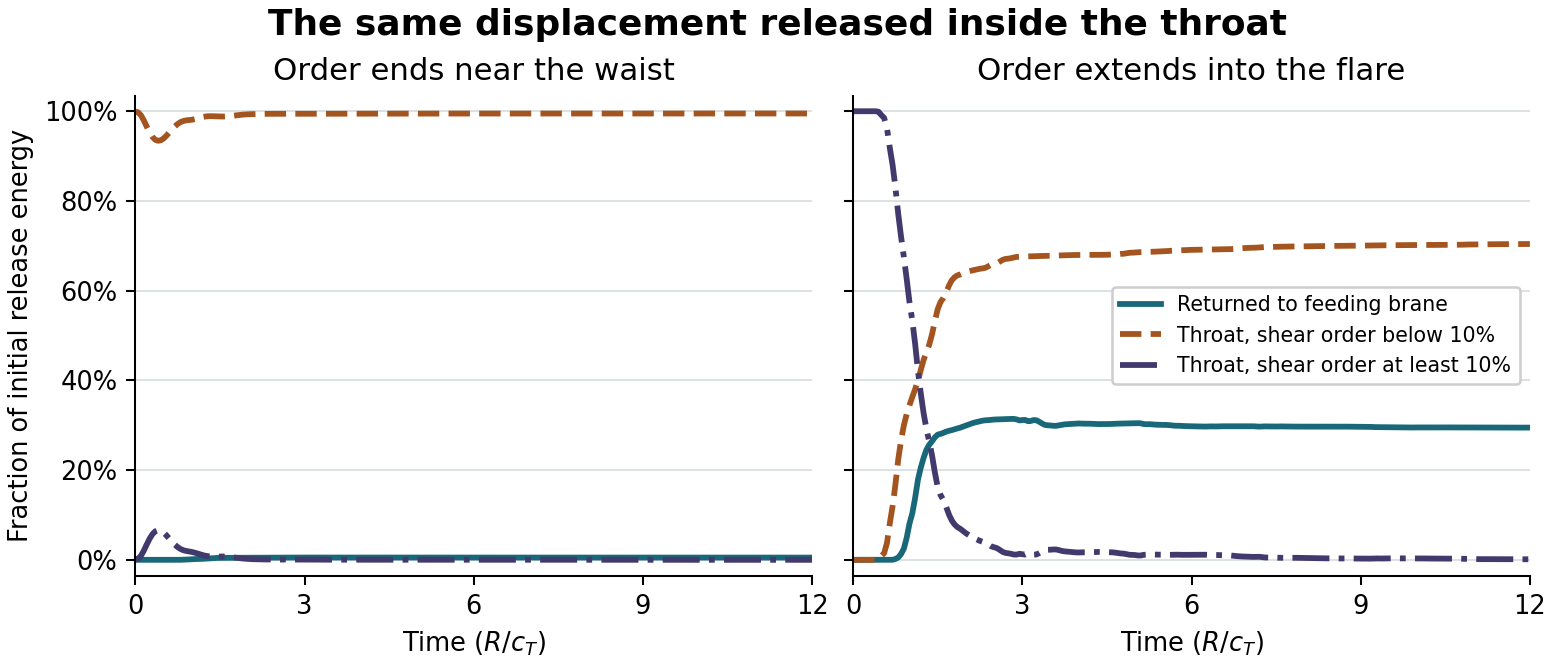 The same displacement released inside the throat
Order ends near the waist
Order extends into the flare
Fraction of initial release energy
100%
80%
60%
40%
20%
0%
0 3 6 9 12
Time (R/c_T)
Returned to feeding brane
Throat, shear order below 10%
Throat, shear order at least 10%
0 3 6 9 12
Time (R/c_T)